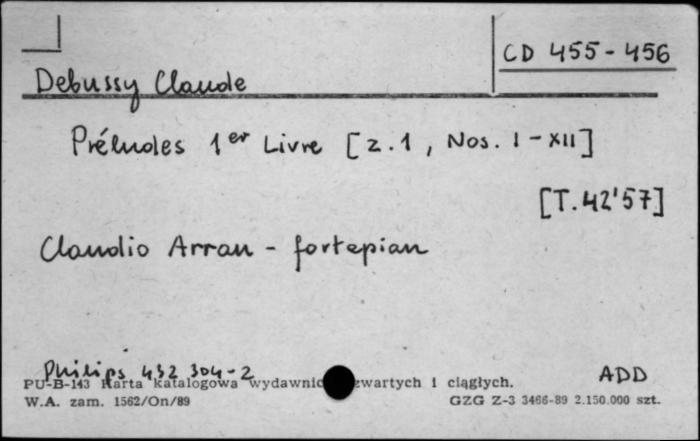 CD 455-456
Debussy Claude
Préludes 1er Livre [z.1, Nos. I-XII]
[T.42'57]
Claudio Arrau - fortepian
Philips 432 304-2
ADD
PU-B-143 Karta katalogowa wydawnic zwartych i ciągłych.
W.A. zam. 1562/On/89
GZG Z-3 3466-89 2.150.000 szt.